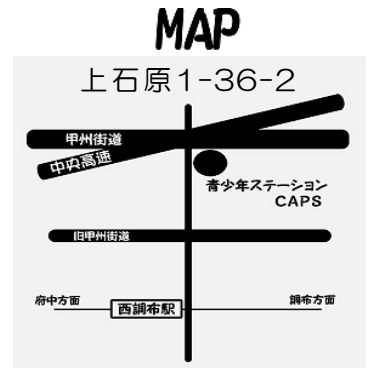 MAP
上石原1-36-2
甲州街道
中央高速
青少年ステーション
CAPS
旧甲州街道
府中方面
西調布駅
調布方面